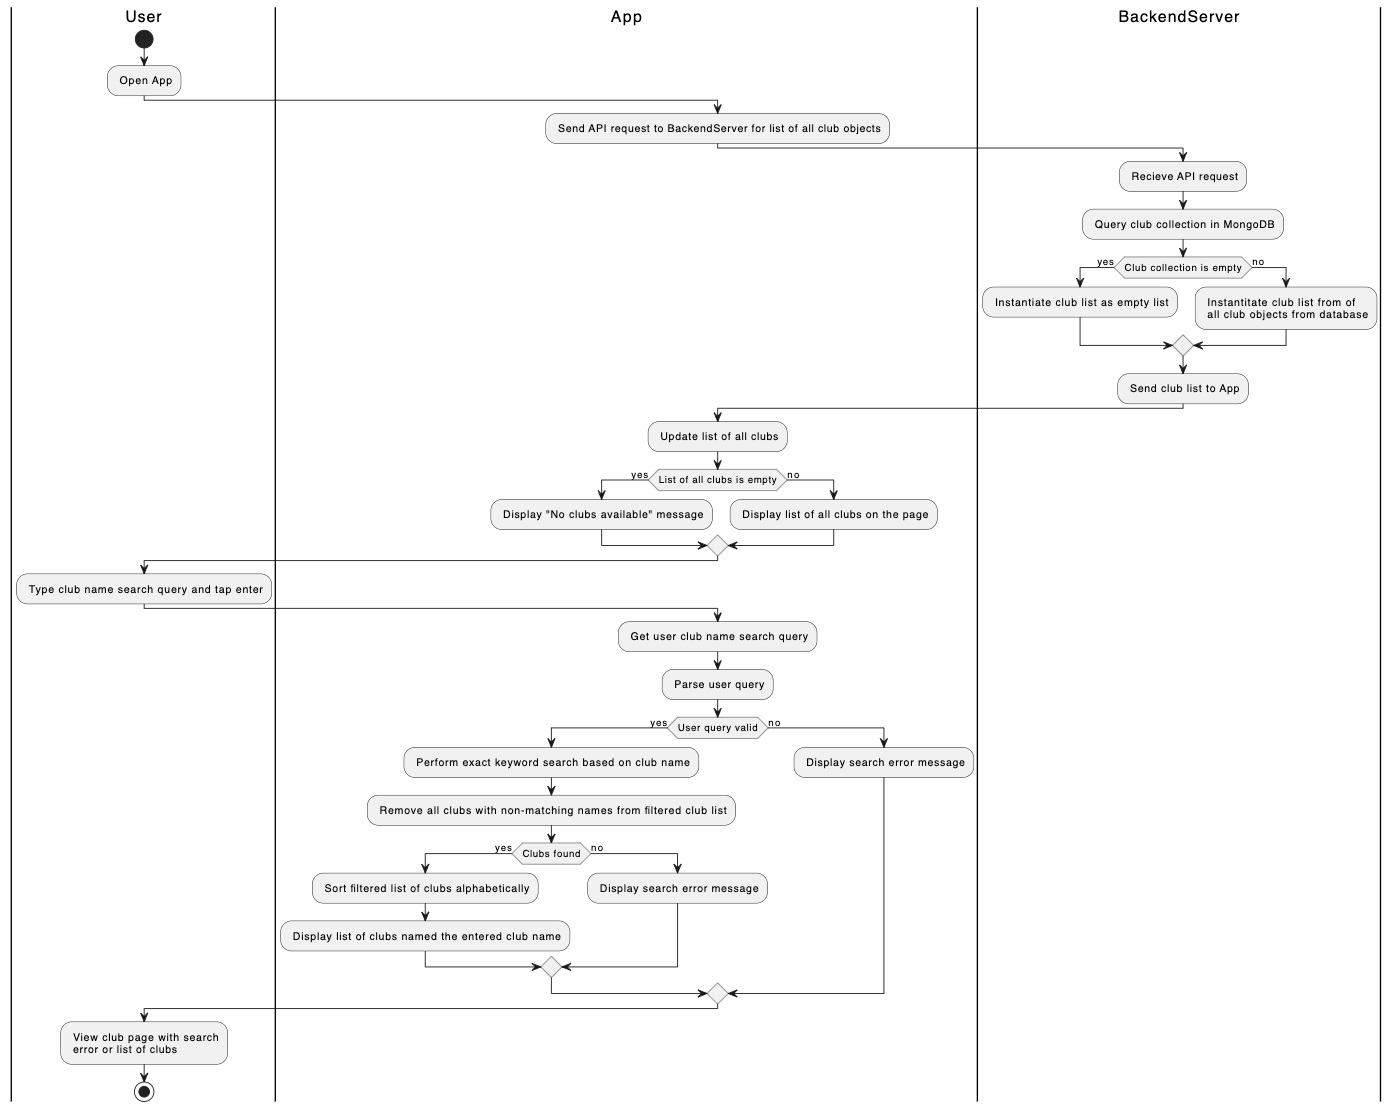 User
App
BackendServer
Open App
Send API request to BackendServer for list of all club objects
Recieve API request
Query club collection in MongoDB
yes
Club collection is empty
no
Instantiate club list as empty list
Instantitate club list from of
all club objects from database
Send club list to App
Update list of all clubs
yes
List of all clubs is empty
no
Display "No clubs available" message
Display list of all clubs on the page
Type club name search query and tap enter
Get user club name search query
Parse user query
yes
User query valid
no
Perform exact keyword search based on club name
Display search error message
Remove all clubs with non-matching names from filtered club list
yes
Clubs found
no
Sort filtered list of clubs alphabetically
Display search error message
Display list of clubs named the entered club name
View club page with search
error or list of clubs